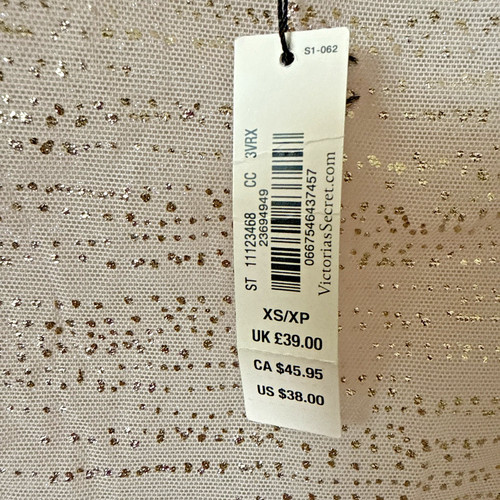 S1-062
ST 11123468 CC 3VRX
23694949
0667546437457
VictoriasSecret.com
XS/XP
UK £39.00
CA $45.95
US $38.00